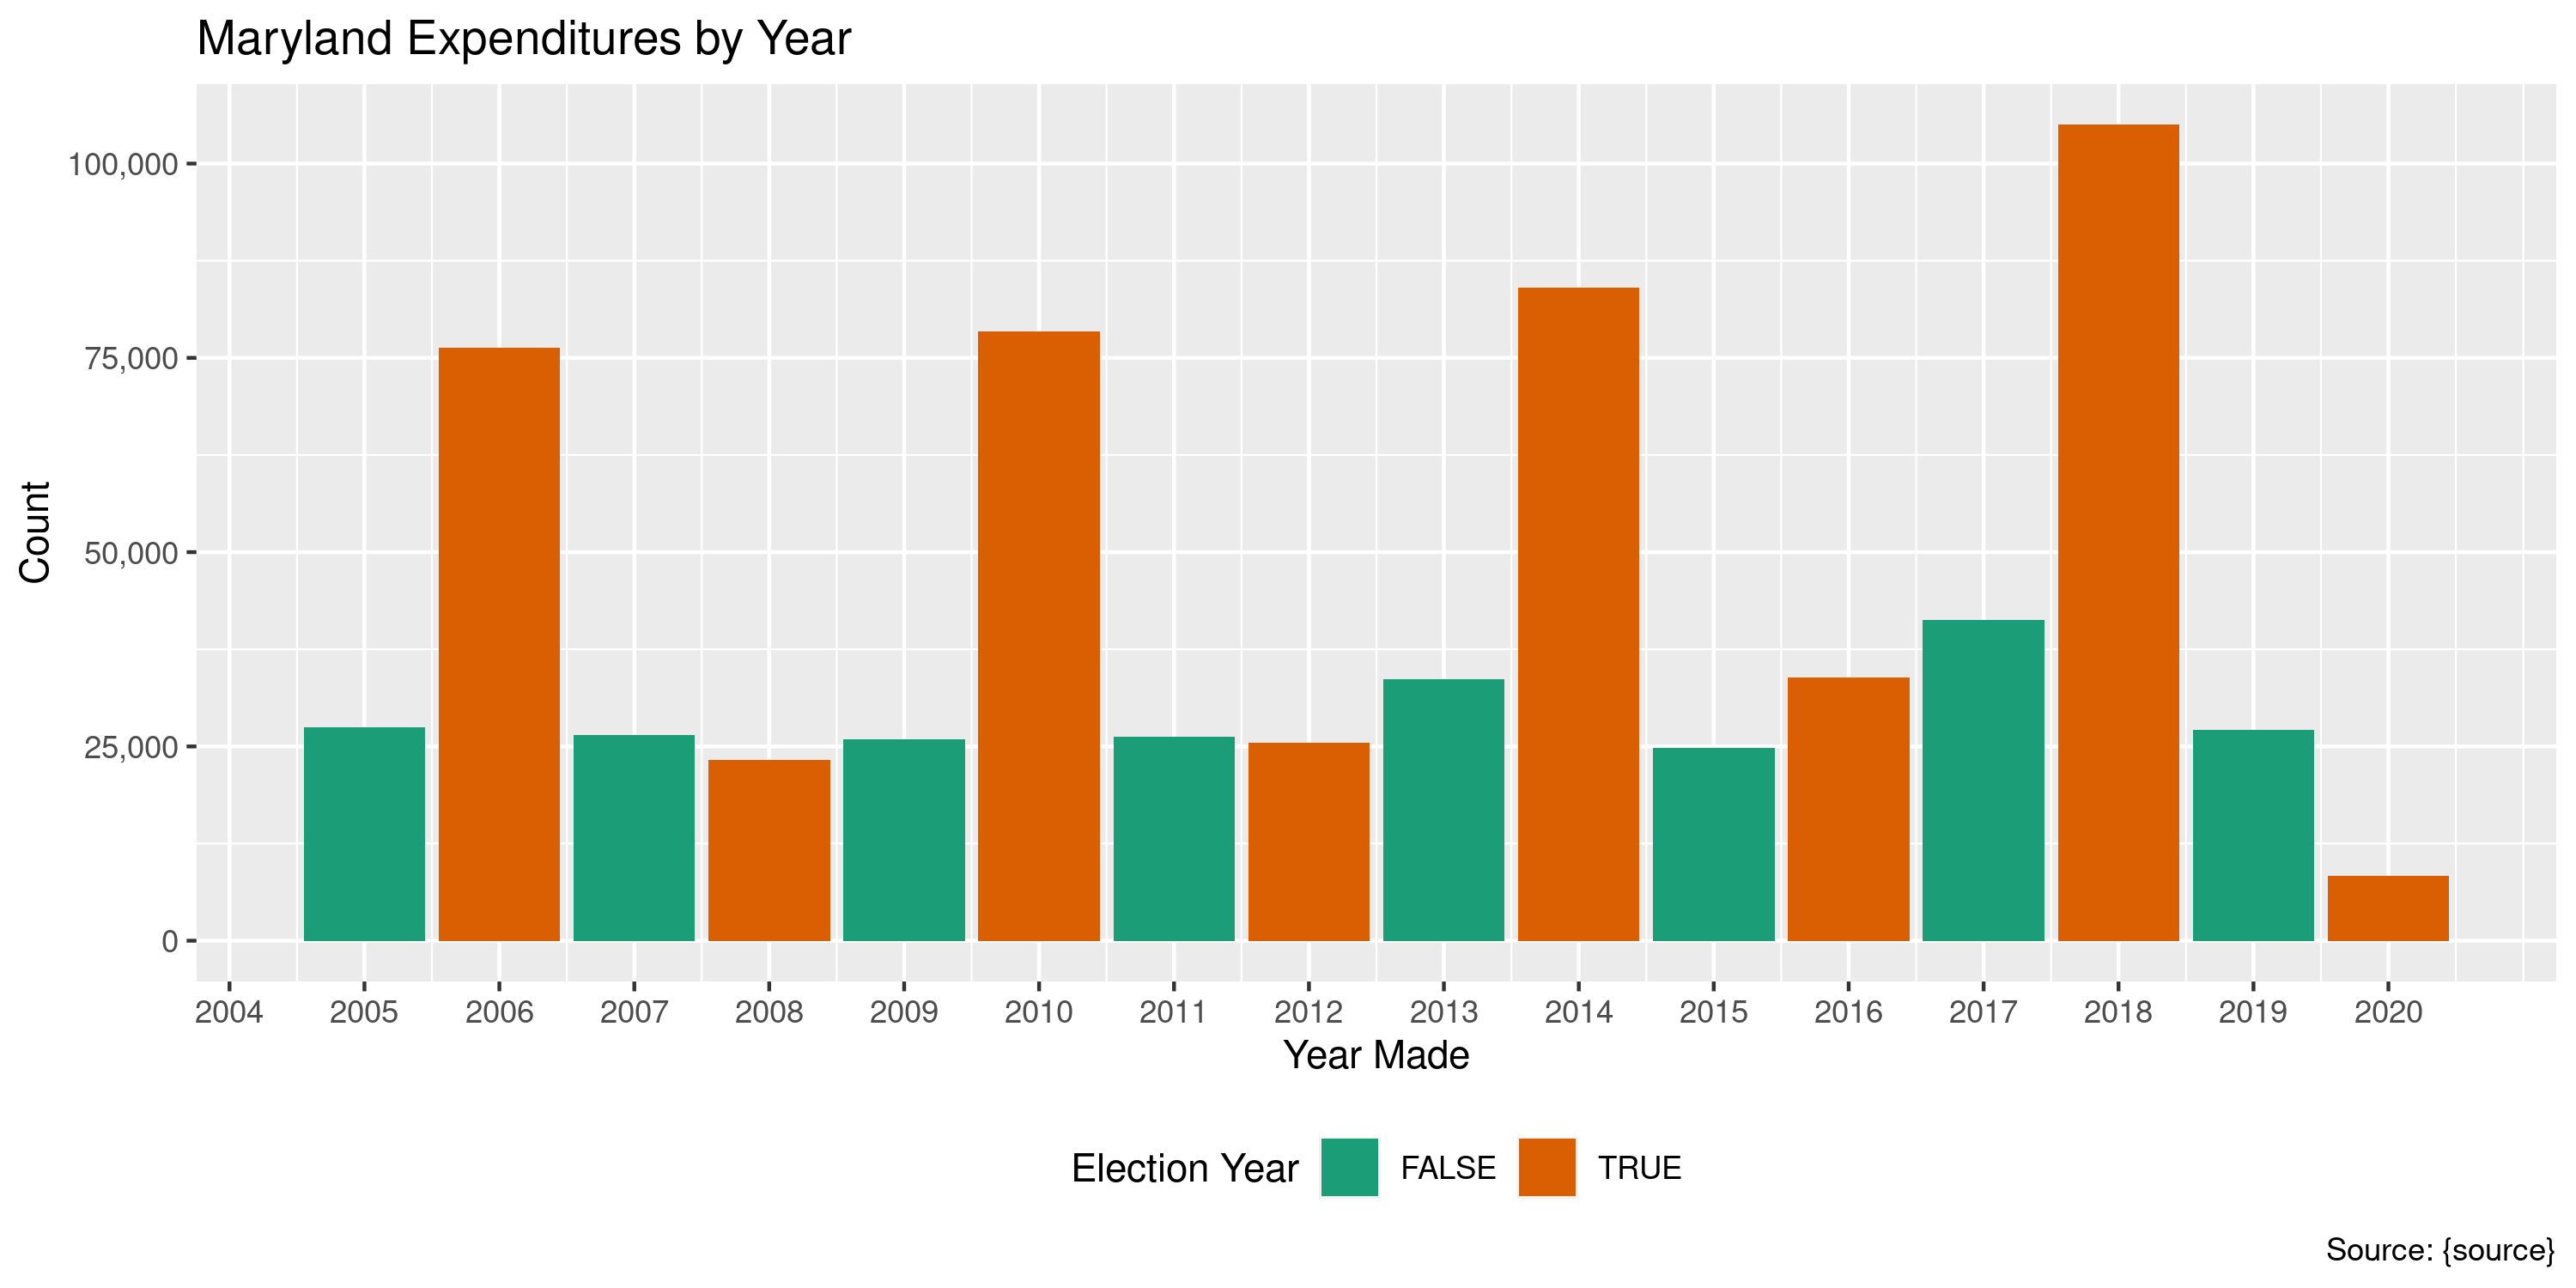 Maryland Expenditures by Year
100,000
75,000
50,000
25,000
0
Count
2004 2005 2006 2007 2008 2009 2010 2011 2012 2013 2014 2015 2016 2017 2018 2019 2020
Year Made
Election Year FALSE TRUE
Source: {source}